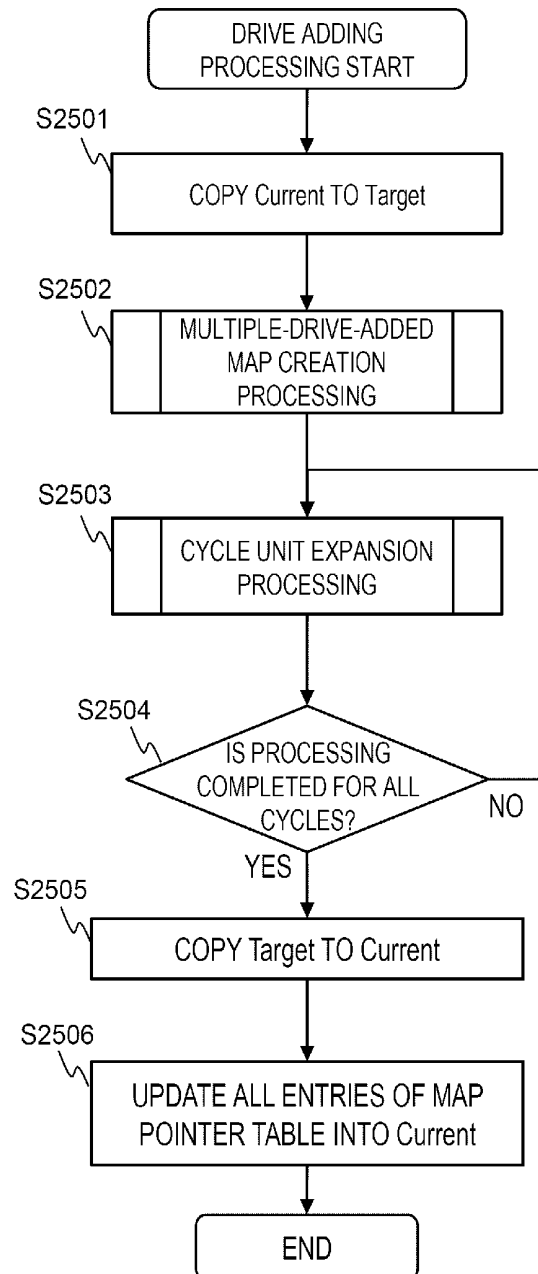 DRIVE ADDING
PROCESSING START
S2501
COPY Current TO Target
S2502
MULTIPLE-DRIVE-ADDED
MAP CREATION
PROCESSING
S2503
CYCLE UNIT EXPANSION
PROCESSING
S2504
IS PROCESSING
COMPLETED FOR ALL
CYCLES?
NO
YES
S2505
COPY Target TO Current
S2506
UPDATE ALL ENTRIES OF MAP
POINTER TABLE INTO Current
END